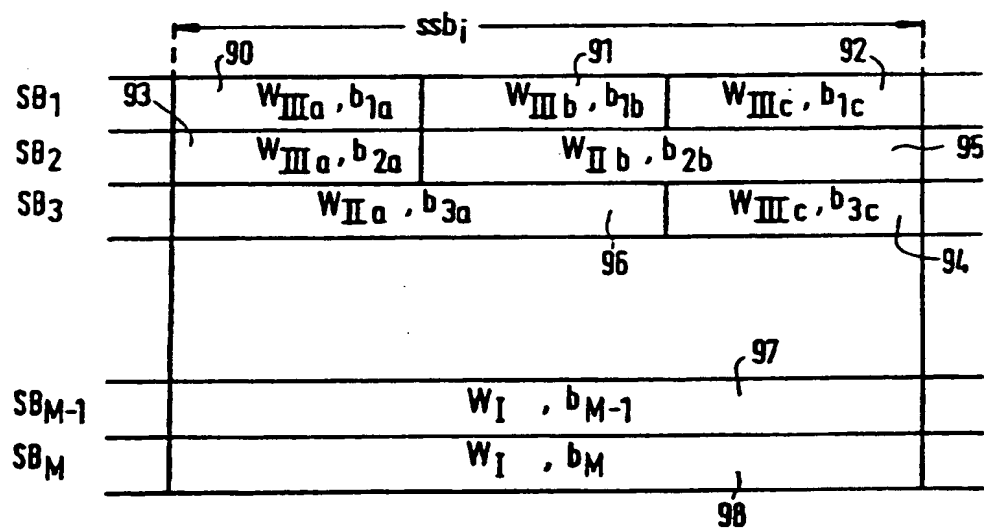 ssb_i
90 91 92
SB_1 93 W_IIIa , b_1a W_IIIb , b_1b W_IIIc , b_1c
SB_2 W_IIIa , b_2a W_IIb , b_2b 95
SB_3 W_IIa , b_3a W_IIIc , b_3c
96 94
97
SB_M-1 W_I , b_M-1
SB_M W_I , b_M
98